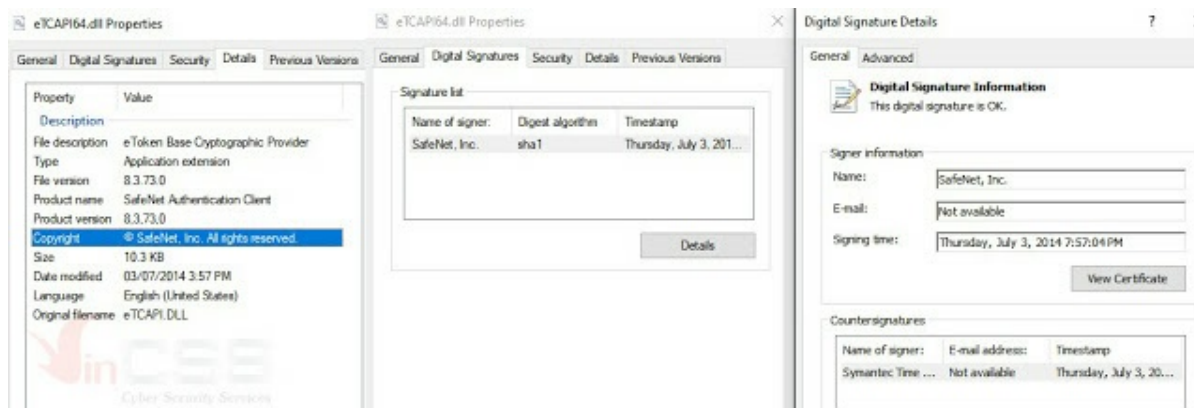 eTCAPI64.dll Properties
General Digital Signatures Security Details Previous Versions
Property Value
Description
File description eToken Base Cryptographic Provider
Type Application extension
File version 8.3.73.0
Product name SafeNet Authentication Client
Product version 8.3.73.0
Copyright © SafeNet, Inc. All rights reserved.
Size 10.3 KB
Date modified 03/07/2014 3:57 PM
Language English (United States)
Original filename eTCAPI.DLL
inCSS
Cyber Security Services
eTCAPI64.dll Properties
General Digital Signatures Security Details Previous Versions
Signature list
Name of signer: Digest algorithm Timestamp
SafeNet, Inc. sha1 Thursday, July 3, 201...
Details
Digital Signature Details ?
General Advanced
Digital Signature Information
This digital signature is OK.
Signer information
Name: SafeNet, Inc.
E-mail: Not available
Signing time: Thursday, July 3, 2014 7:57:04 PM
View Certificate
Countersignatures
Name of signer: E-mail address: Timestamp
Symantec Time ... Not available Thursday, July 3, 20...